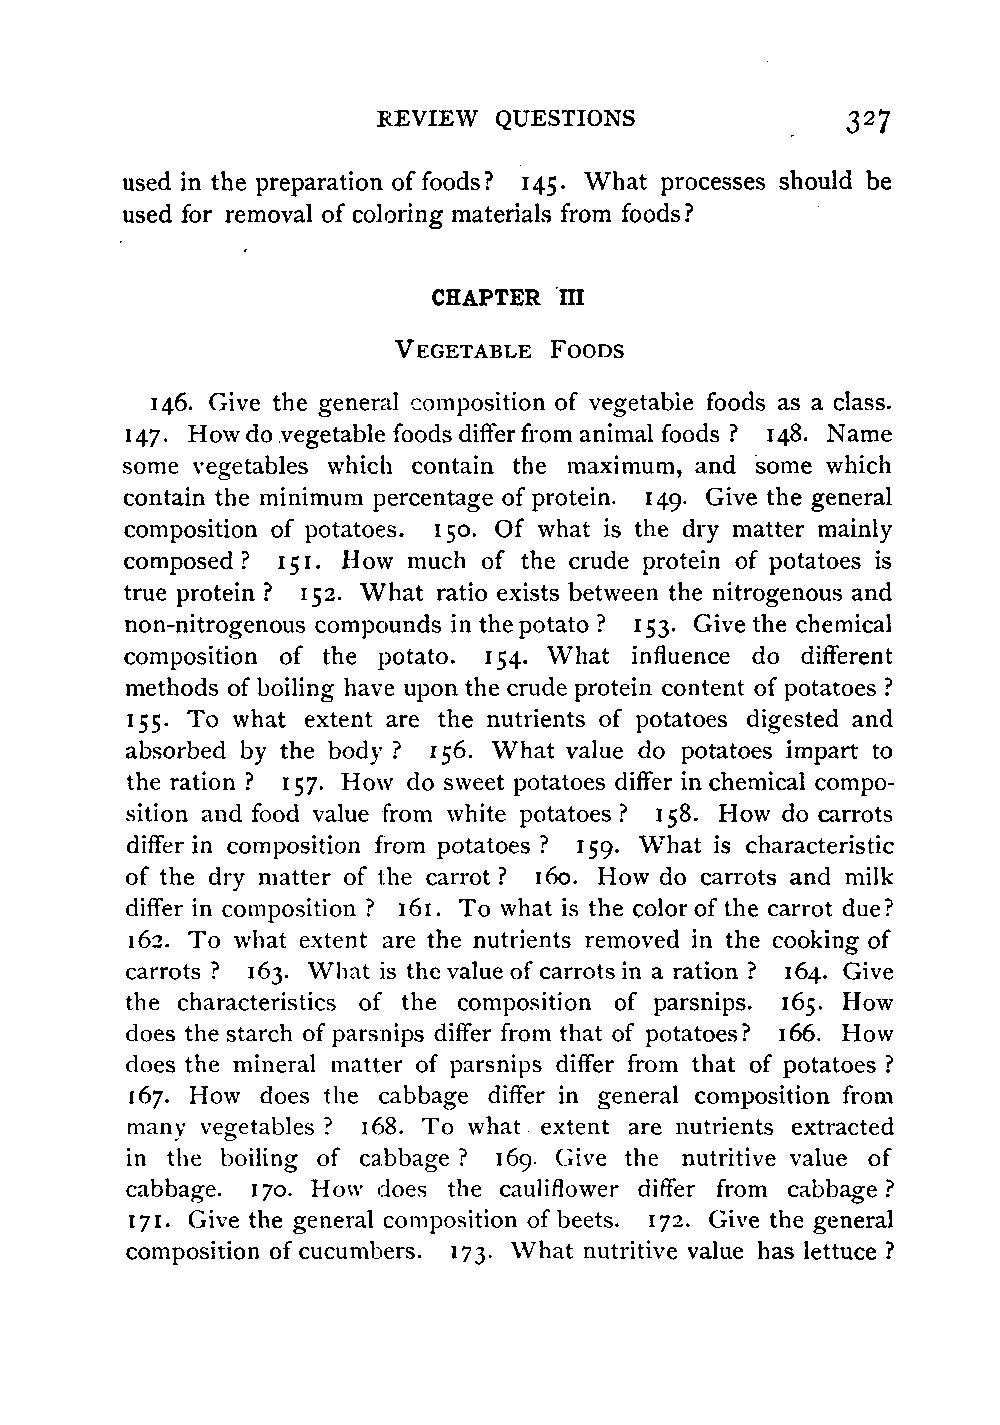 REVIEW QUESTIONS 327
used in the preparation of foods? 145. What processes should be
used for removal of coloring materials from foods?
CHAPTER III
VEGETABLE FOODS
146. Give the general composition of vegetable foods as a class.
147. How do vegetable foods differ from animal foods ? 148. Name
some vegetables which contain the maximum, and some which
contain the minimum percentage of protein. 149. Give the general
composition of potatoes. 150. Of what is the dry matter mainly
composed ? 151. How much of the crude protein of potatoes is
true protein ? 152. What ratio exists between the nitrogenous and
non-nitrogenous compounds in the potato ? 153. Give the chemical
composition of the potato. 154. What influence do different
methods of boiling have upon the crude protein content of potatoes ?
155. To what extent are the nutrients of potatoes digested and
absorbed by the body ? 156. What value do potatoes impart to
the ration ? 157. How do sweet potatoes differ in chemical compo-
sition and food value from white potatoes ? 158. How do carrots
differ in composition from potatoes ? 159. What is characteristic
of the dry matter of the carrot ? 160. How do carrots and milk
differ in composition ? 161. To what is the color of the carrot due?
162. To what extent are the nutrients removed in the cooking of
carrots ? 163. What is the value of carrots in a ration ? 164. Give
the characteristics of the composition of parsnips. 165. How
does the starch of parsnips differ from that of potatoes? 166. How
does the mineral matter of parsnips differ from that of potatoes ?
167. How does the cabbage differ in general composition from
many vegetables ? 168. To what extent are nutrients extracted
in the boiling of cabbage ? 169. Give the nutritive value of
cabbage. 170. How does the cauliflower differ from cabbage ?
171. Give the general composition of beets. 172. Give the general
composition of cucumbers. 173. What nutritive value has lettuce ?